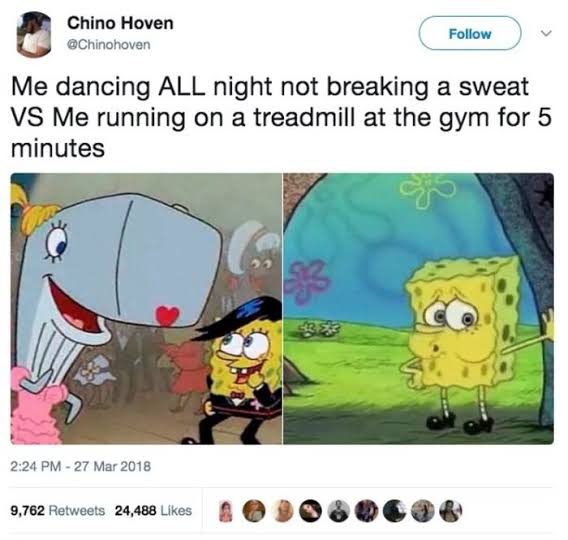 Chino Hoven
@Chinohoven
Follow
Me dancing ALL night not breaking a sweat
VS Me running on a treadmill at the gym for 5
minutes
2:24 PM - 27 Mar 2018
9,762 Retweets 24,488 Likes